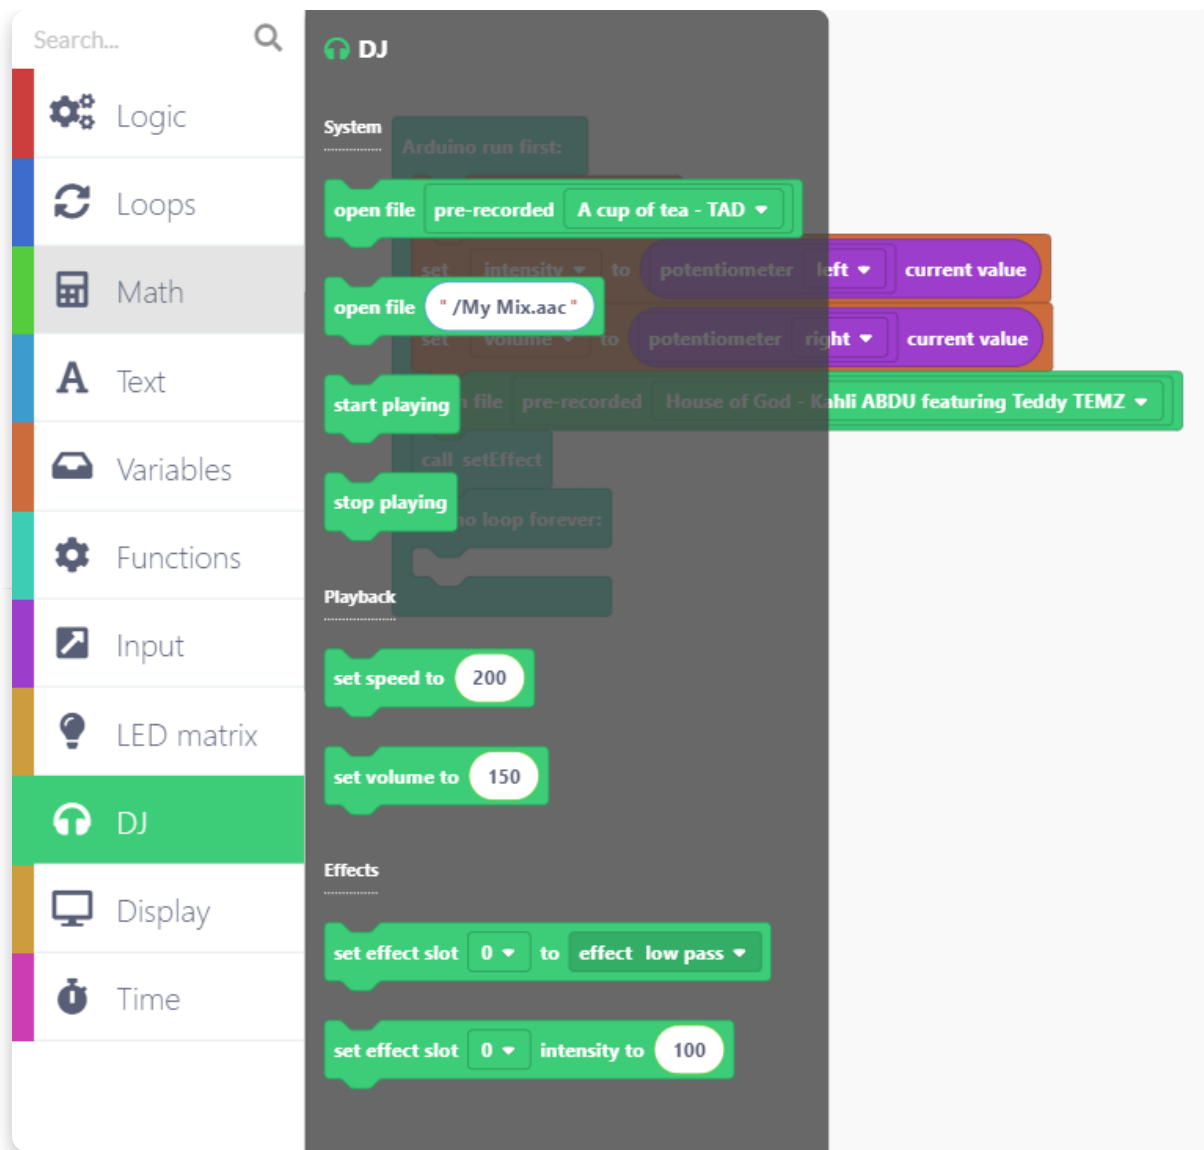 Search...
Logic
Loops
Math
Text
Variables
Functions
Input
LED matrix
DJ
Display
Time
DJ
System
open file pre-recorded A cup of tea - TAD
open file "/My Mix.aac"
start playing
stop playing
Playback
set speed to 200
set volume to 150
Effects
set effect slot 0 to effect low pass
set effect slot 0 intensity to 100
Arduino run first:
set intensity to potentiometer left current value
set volume to potentiometer right current value
file pre-recorded House of God - Kahli ABDU featuring Teddy TEMZ
call setEffect
no loop forever: